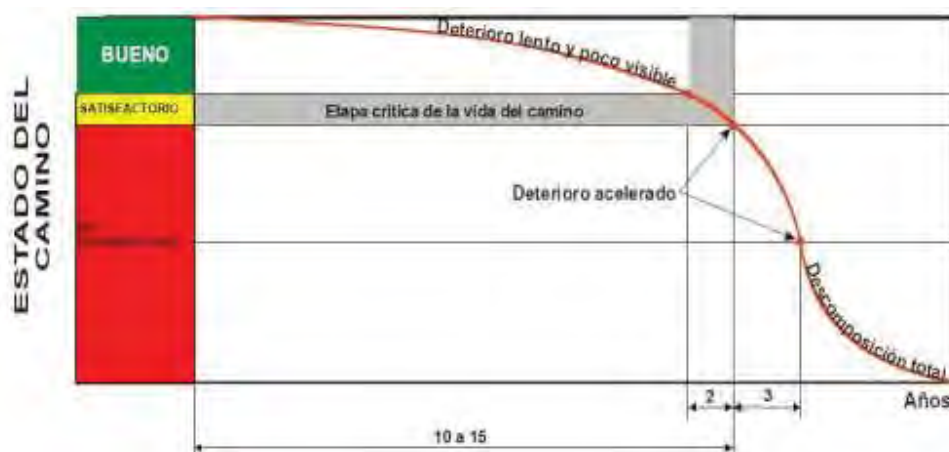 ESTADO DEL
CAMINO
BUENO
SATISFACTORIO
Deterioro lento y poco visible
Etapa critica de la vida del camino
Deterioro acelerado
Descomposición total
Años
2
3
10 a 15